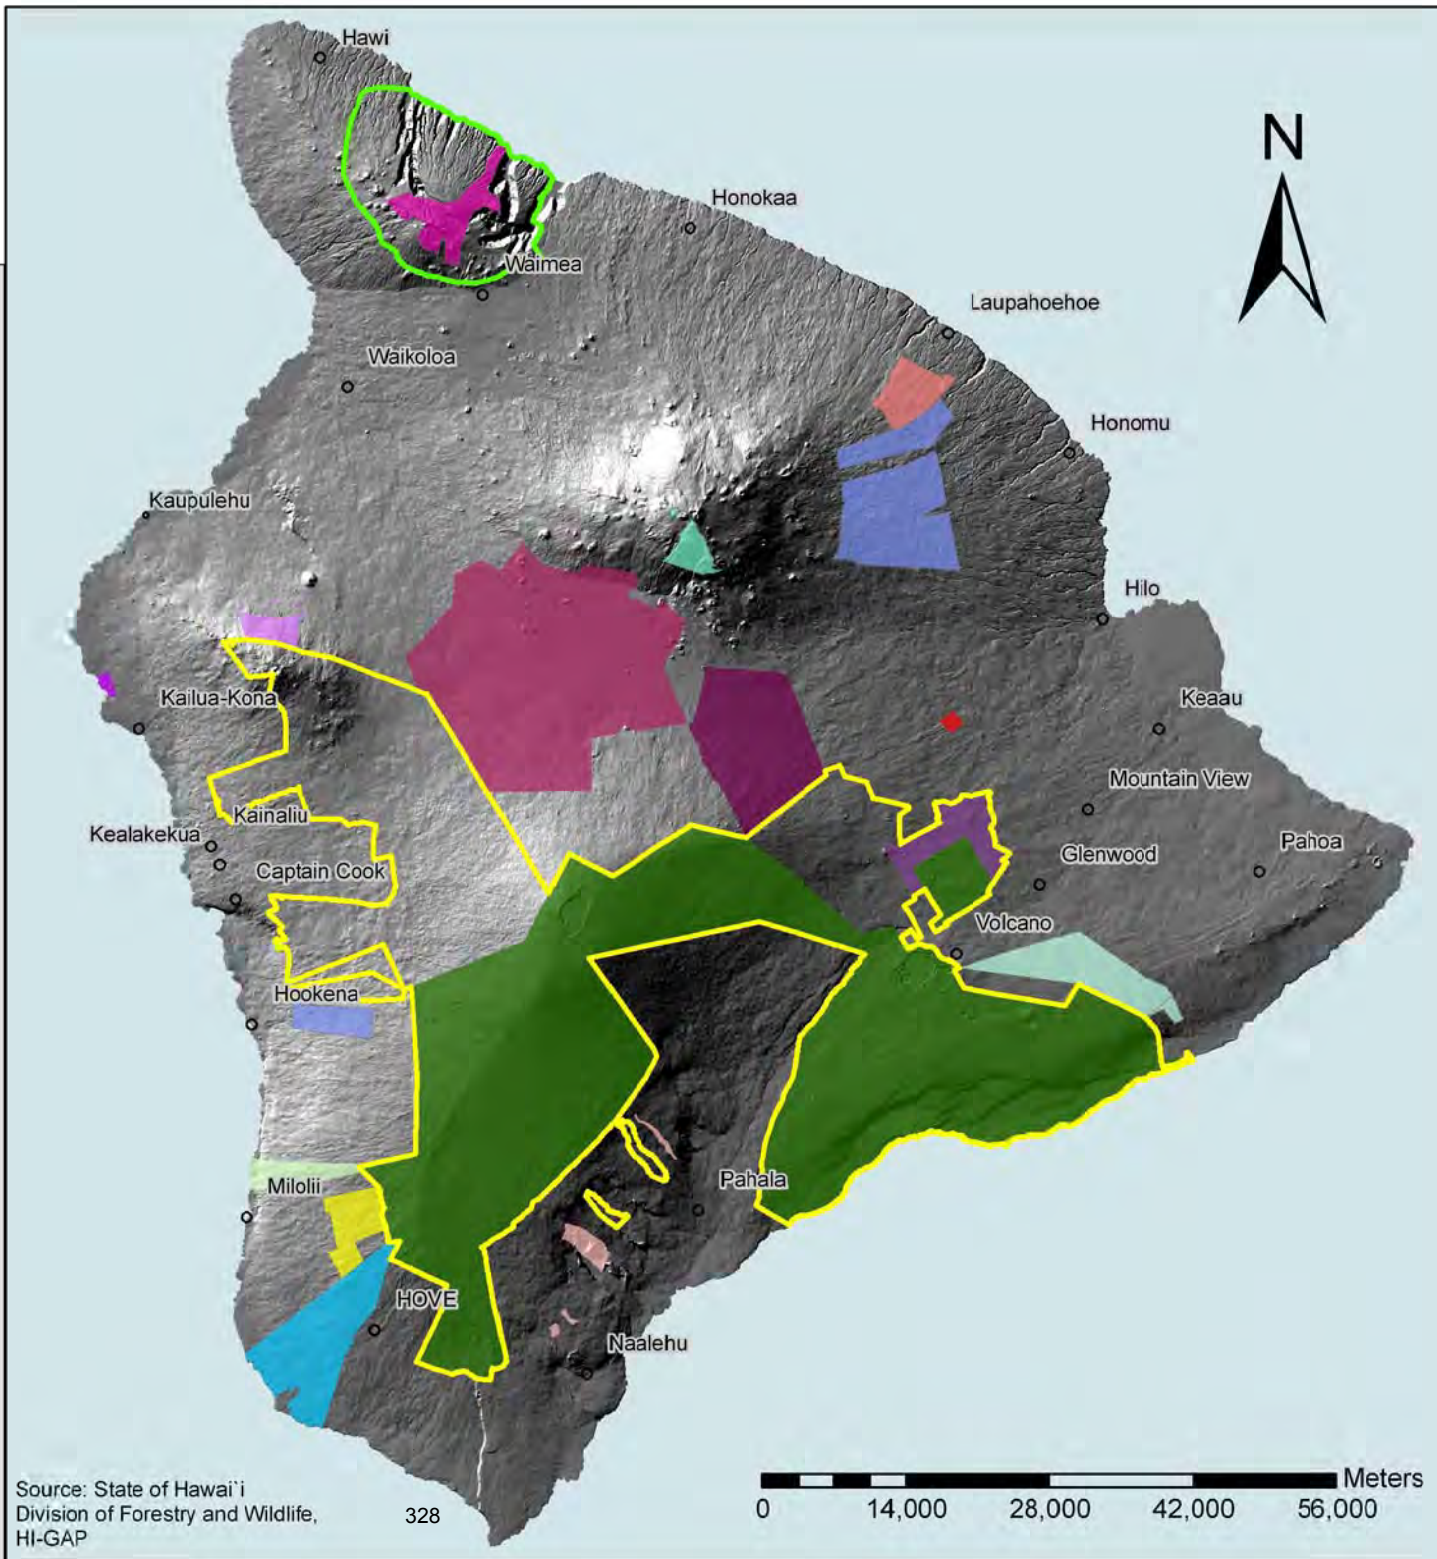 Hawi
N
Honokaa
Waimea
Laupahoehoe
Waikoloa
Honomu
Kaupulehu
Hilo
Kailua-Kona
Keaau
Mountain View
Kainaliu
Kealakekua
Pahoa
Glenwood
Captain Cook
Volcano
Hookena
Pahala
Milolii
HOVE
Naalehu
Meters
0 14,000 28,000 42,000 56,000
Source: State of Hawai`i
Division of Forestry and Wildlife,
HI-GAP
328